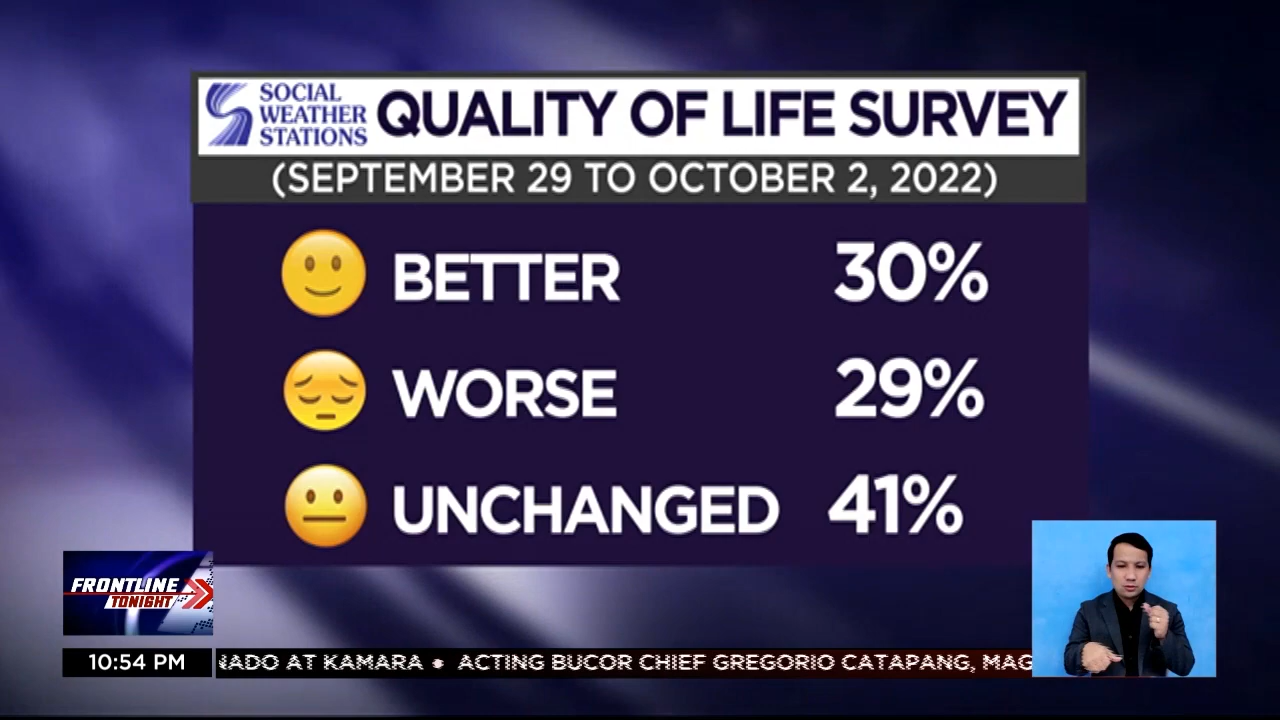 SOCIAL
WEATHER
STATIONS
QUALITY OF LIFE SURVEY
(SEPTEMBER 29 TO OCTOBER 2, 2022)
BETTER 30%
WORSE 29%
UNCHANGED 41%
FRONTLINE
TONIGHT
10:54 PM
NADO AT KAMARA • ACTING BUCOR CHIEF GREGORIO CATAPANG, MAG